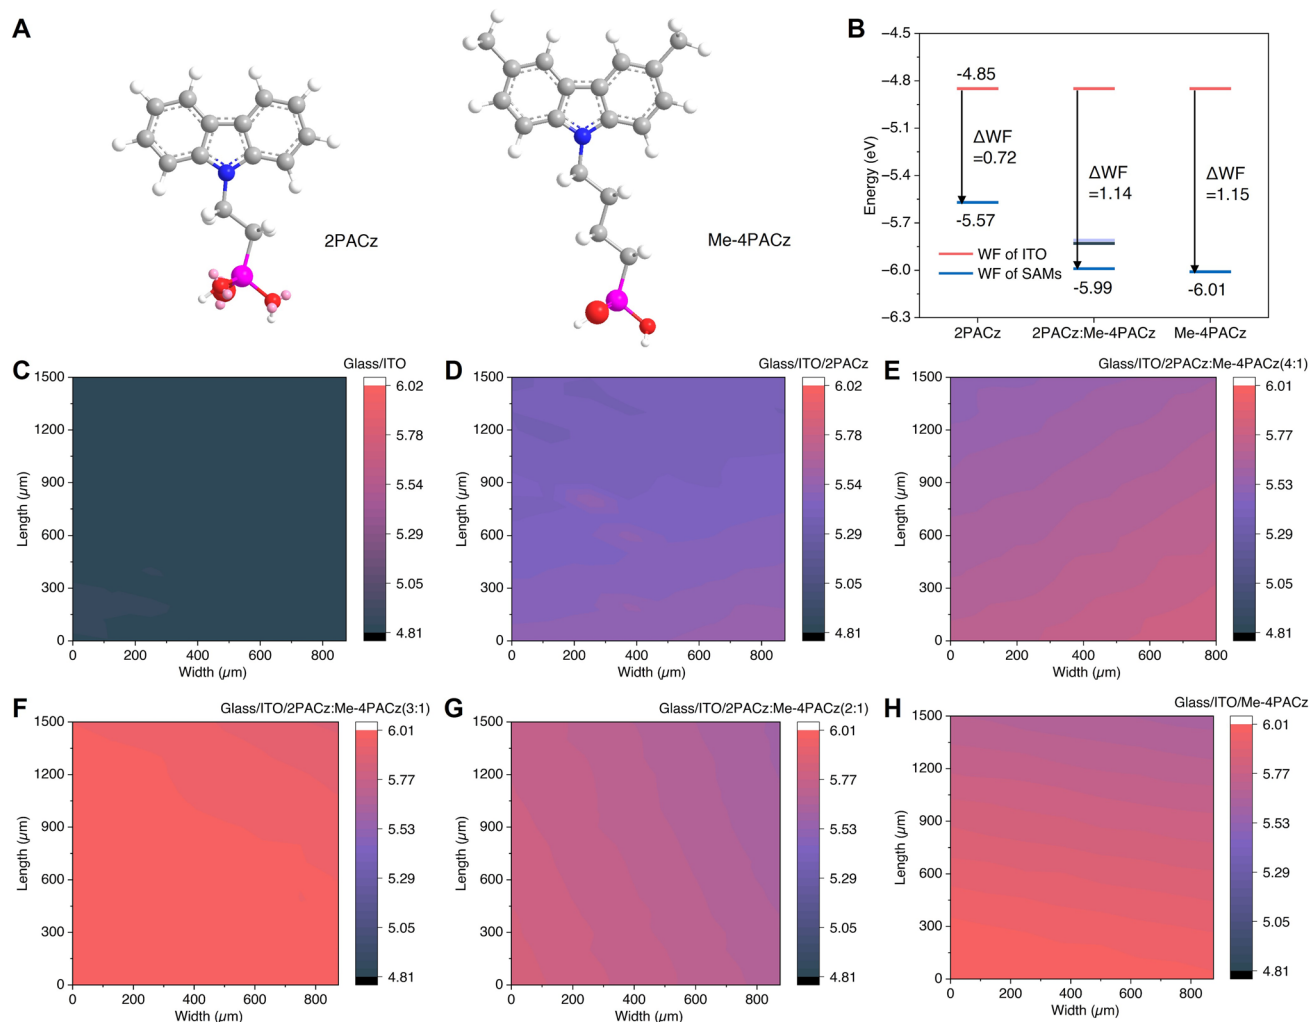 A
2PACz
Me-4PACz
B
Energy (eV)
−4.5
−4.8
−5.1
−5.4
−5.7
−6.0
−6.3
-4.85
ΔWF
=0.72
-5.57
ΔWF
=1.14
-5.99
ΔWF
=1.15
-6.01
WF of ITO
WF of SAMs
2PACz
2PACz:Me-4PACz
Me-4PACz
C
Glass/ITO
Length (µm)
1500
1200
900
600
300
0
0 200 400 600 800
Width (µm)
6.02
5.78
5.54
5.29
5.05
4.81
D
Glass/ITO/2PACz
Length (µm)
1500
1200
900
600
300
0
0 200 400 600 800
Width (µm)
6.02
5.78
5.54
5.29
5.05
4.81
E
Glass/ITO/2PACz:Me-4PACz(4:1)
Length (µm)
1500
1200
900
600
300
0
0 200 400 600 800
Width (µm)
6.01
5.77
5.53
5.29
5.05
4.81
F
Glass/ITO/2PACz:Me-4PACz(3:1)
Length (µm)
1500
1200
900
600
300
0
0 200 400 600 800
Width (µm)
6.01
5.77
5.53
5.29
5.05
4.81
G
Glass/ITO/2PACz:Me-4PACz(2:1)
Length (µm)
1500
1200
900
600
300
0
0 200 400 600 800
Width (µm)
6.01
5.77
5.53
5.29
5.05
4.81
H
Glass/ITO/Me-4PACz
Length (µm)
1500
1200
900
600
300
0
0 200 400 600 800
Width (µm)
6.01
5.77
5.53
5.29
5.05
4.81